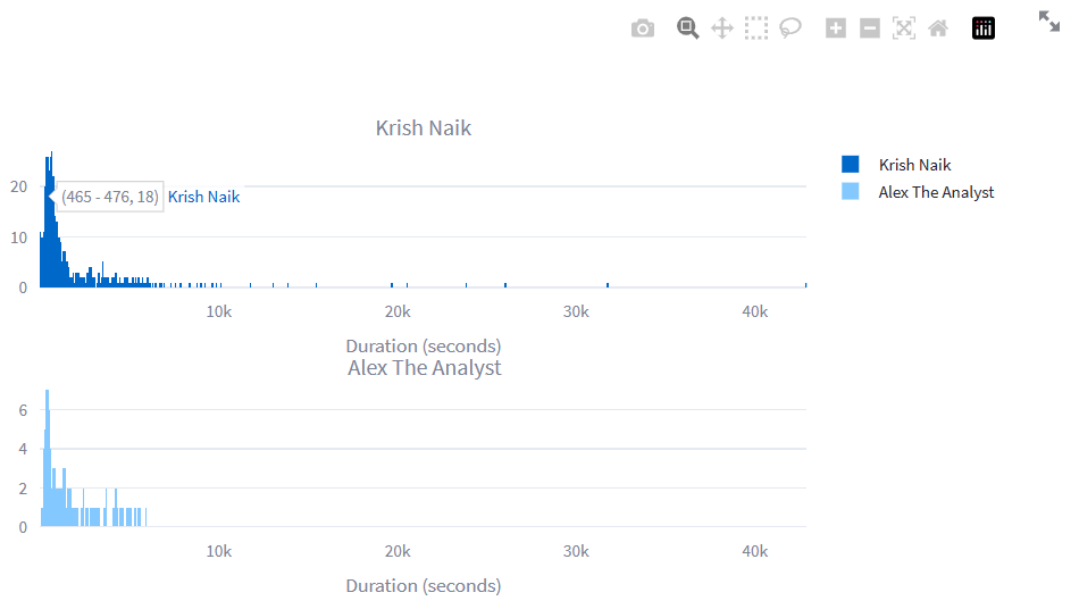 Krish Naik
20
10
0
(465 - 476, 18) Krish Naik
10k 20k 30k 40k
Duration (seconds)
Krish Naik
Alex The Analyst
Alex The Analyst
6
4
2
0
10k 20k 30k 40k
Duration (seconds)